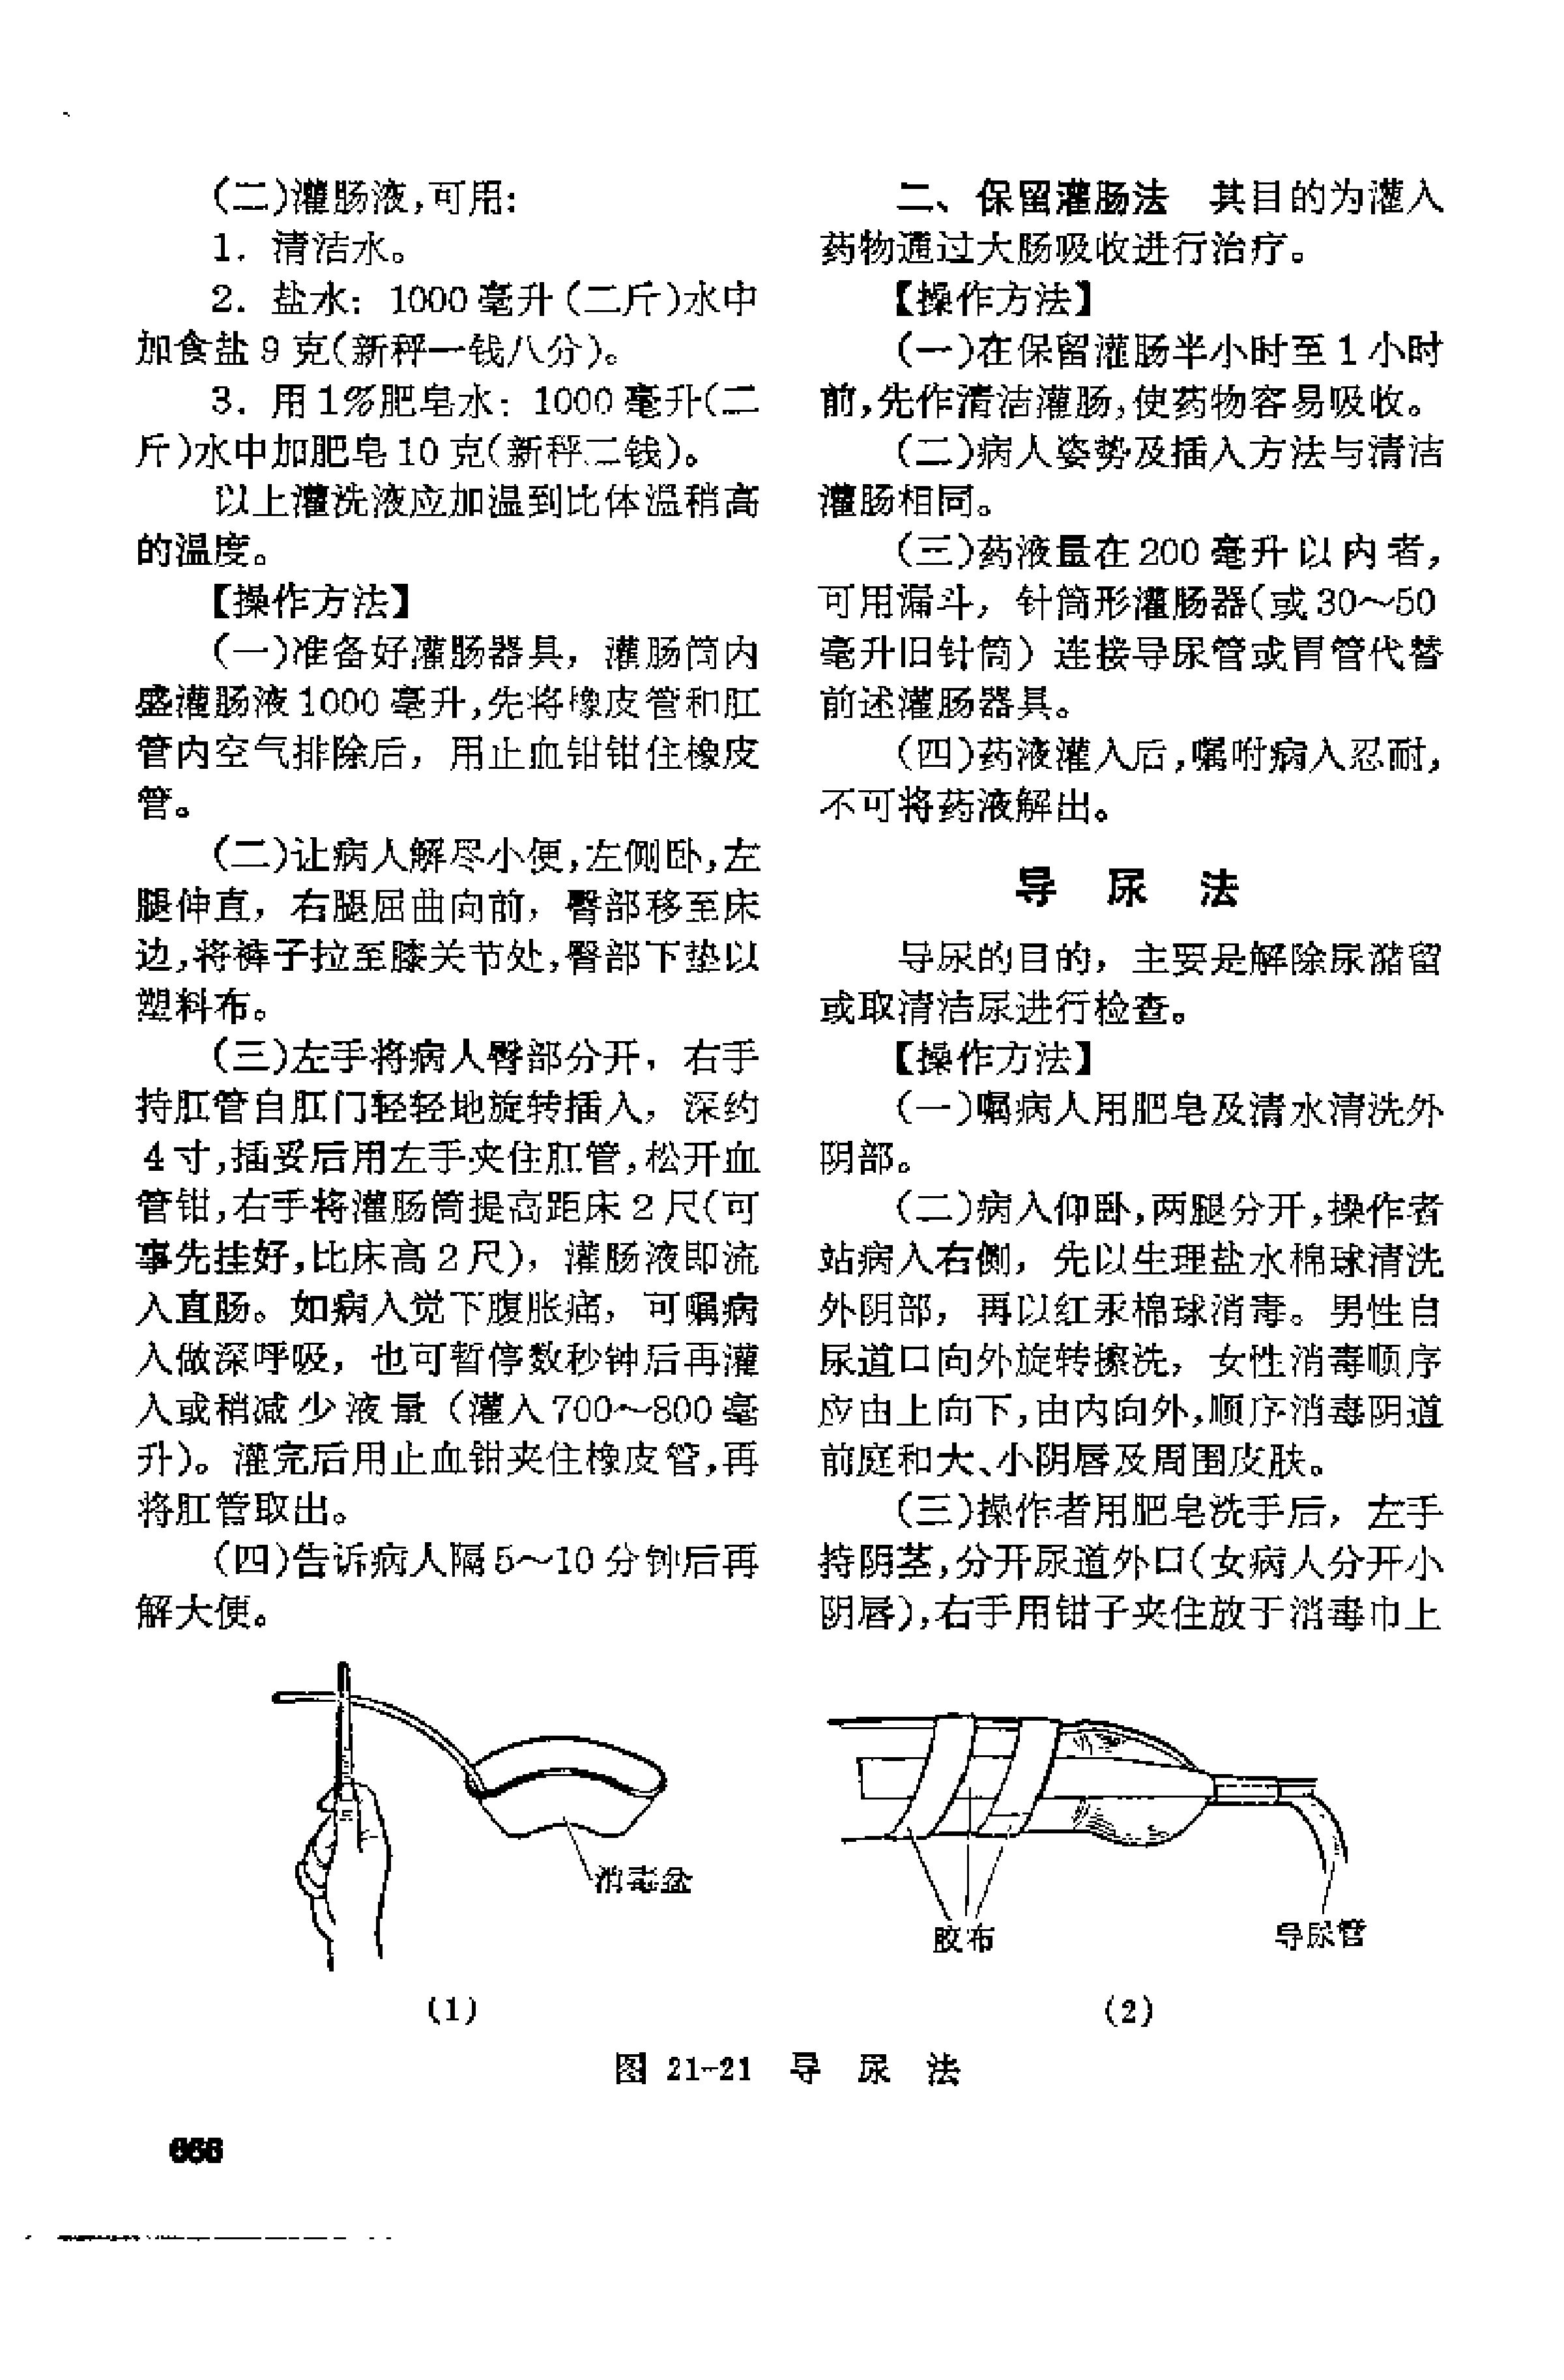 (二)灌肠液,可用:
1. 清洁水。
2. 盐水: 1000毫升(二斤)水中
加食盐9克(新秤一钱八分)。
3. 用1%肥皂水: 1000毫升(二
斤)水中加肥皂10克(新秤二钱)。
以上灌洗液应加温到比体温稍高
的温度。
【操作方法】
(一)准备好灌肠器具, 灌肠筒内
盛灌肠液1000毫升,先将橡皮管和肛
管内空气排除后, 用止血钳钳住橡皮
管。
(二)让病人解尽小便,左侧卧,左
腿伸直, 右腿屈曲向前, 臀部移至床
边,将裤子拉至膝关节处,臀部下垫以
塑料布。
(三)左手将病人臀部分开, 右手
持肛管自肛门轻轻地旋转插入, 深约
4寸,插妥后用左手夹住肛管,松开血
管钳,右手将灌肠筒提高距床2尺(可
事先挂好,比床高2尺), 灌肠液即流
入直肠。如病人觉下腹胀痛, 可嘱病
人做深呼吸, 也可暂停数秒钟后再灌
入或稍减少液量(灌入700～800毫
升)。灌完后用止血钳夹住橡皮管,再
将肛管取出。
(四)告诉病人隔5～10分钟后再
解大便。
二、保留灌肠法 其目的为灌入
药物通过大肠吸收进行治疗。
【操作方法】
(一)在保留灌肠半小时至1小时
前,先作清洁灌肠,使药物容易吸收。
(二)病人姿势及插入方法与清洁
灌肠相同。
(三)药液量在200毫升以内者,
可用漏斗, 针筒形灌肠器(或30～50
毫升旧针筒) 连接导尿管或胃管代替
前述灌肠器具。
(四)药液灌入后,嘱咐病人忍耐,
不可将药液解出。
导 尿 法
导尿的目的, 主要是解除尿潴留
或取清洁尿进行检查。
【操作方法】
(一)嘱病人用肥皂及清水清洗外
阴部。
(二)病人仰卧,两腿分开,操作者
站病人右侧, 先以生理盐水棉球清洗
外阴部, 再以红汞棉球消毒。男性自
尿道口向外旋转擦洗, 女性消毒顺序
应由上向下,由内向外,顺序消毒阴道
前庭和大、小阴唇及周围皮肤。
(三)操作者用肥皂洗手后, 左手
持阴茎,分开尿道外口(女病人分开小
阴唇),右手用钳子夹住放于消毒巾上
消毒盆
胶布
导尿管
(1)
(2)
图 21-21 导 尿 法